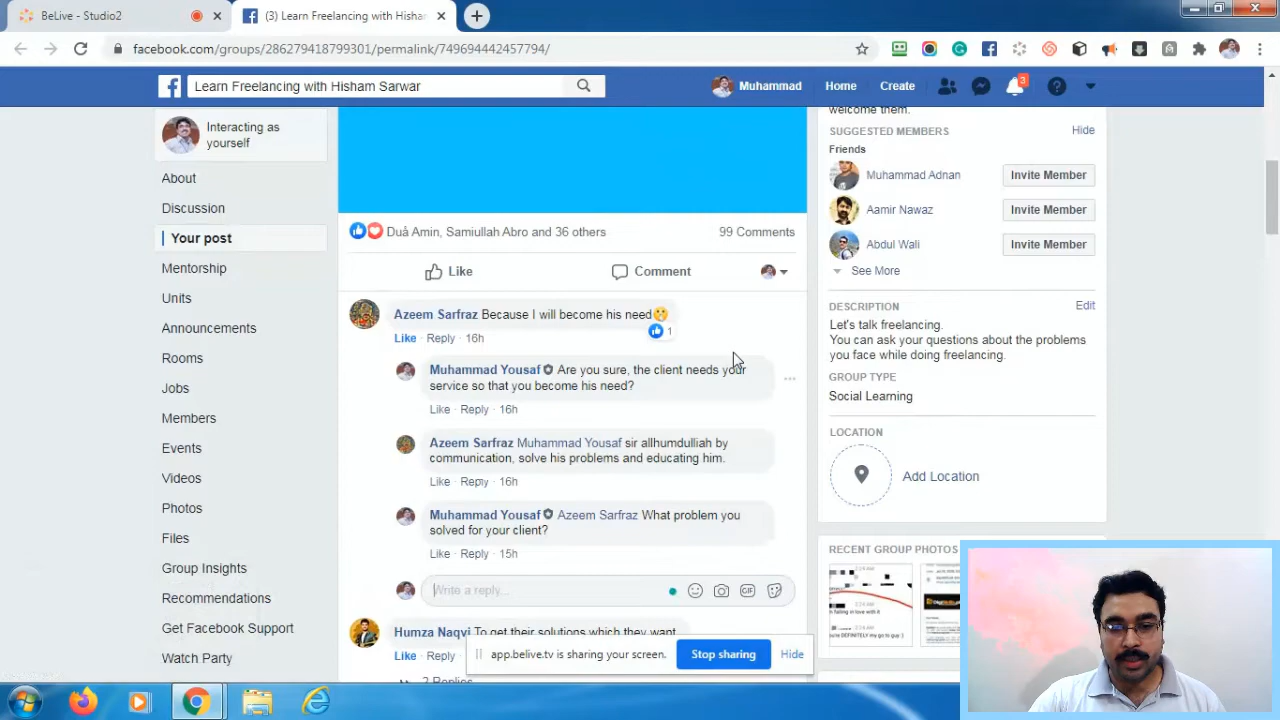 BeLive - Studio2
(3) Learn Freelancing with Hishar
facebook.com/groups/286279418799301/permalink/749694442457794/
Learn Freelancing with Hisham Sarwar
Muhammad
Home
Create
3
Interacting as
yourself
About
Discussion
Your post
Mentorship
Units
Announcements
Rooms
Jobs
Members
Events
Videos
Photos
Files
Group Insights
Recommendations
Get Facebook Support
Watch Party
Duâ Amin, Samiullah Abro and 36 others
99 Comments
Like
Comment
Azeem Sarfraz Because I will become his need
1
Like · Reply · 16h
Muhammad Yousaf Are you sure, the client needs your
service so that you become his need?
Like · Reply · 16h
Azeem Sarfraz Muhammad Yousaf sir allhumdulliah by
communication, solve his problems and educating him.
Like · Reply · 16h
Muhammad Yousaf Azeem Sarfraz What problem you
solved for your client?
Like · Reply · 15h
Write a reply...
GIF
Humza Naqvi To get their solutions which they want
Like · Reply
2 Replies
app.belive.tv is sharing your screen.
Stop sharing
Hide
welcome them.
SUGGESTED MEMBERS
Hide
Friends
Muhammad Adnan
Invite Member
Aamir Nawaz
Invite Member
Abdul Wali
Invite Member
See More
DESCRIPTION
Edit
Let's talk freelancing.
You can ask your questions about the problems
you face while doing freelancing.
GROUP TYPE
Social Learning
LOCATION
Add Location
RECENT GROUP PHOTOS